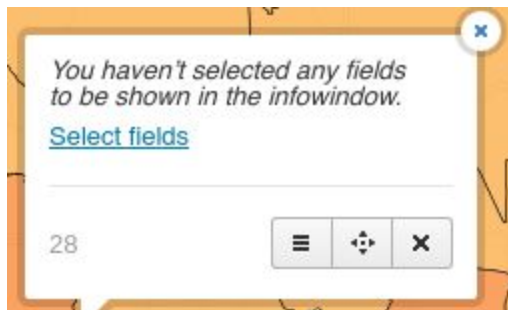 You haven't selected any fields
to be shown in the infowindow.
Select fields
28